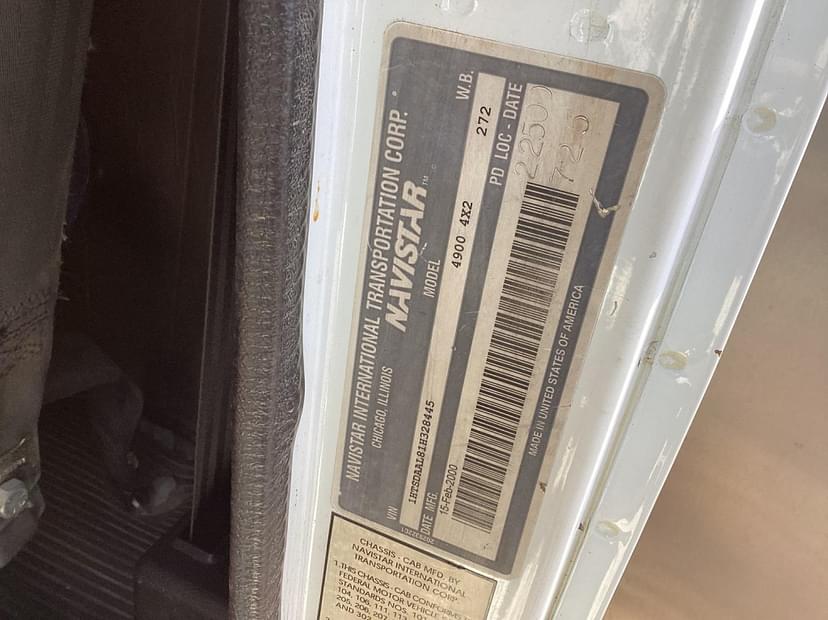 NAVISTAR INTERNATIONAL TRANSPORTATION CORP.
CHICAGO, ILLINOIS
NAVISTAR™
VIN MODEL W.B.
1HTSDAAL81H328445 4900 4X2 272
DATE MFG. PD LOC - DATE
15-Feb-2000
MADE IN UNITED STATES OF AMERICA
CHASSIS - CAB MFD. BY
NAVISTAR INTERNATIONAL
TRANSPORTATION CORP.
1.THIS CHASSIS - CAB CONFORMS
FEDERAL MOTOR VEHICLE
STANDARDS NOS. 101
104, 106, 111, 113
205, 206, 207
AND 302